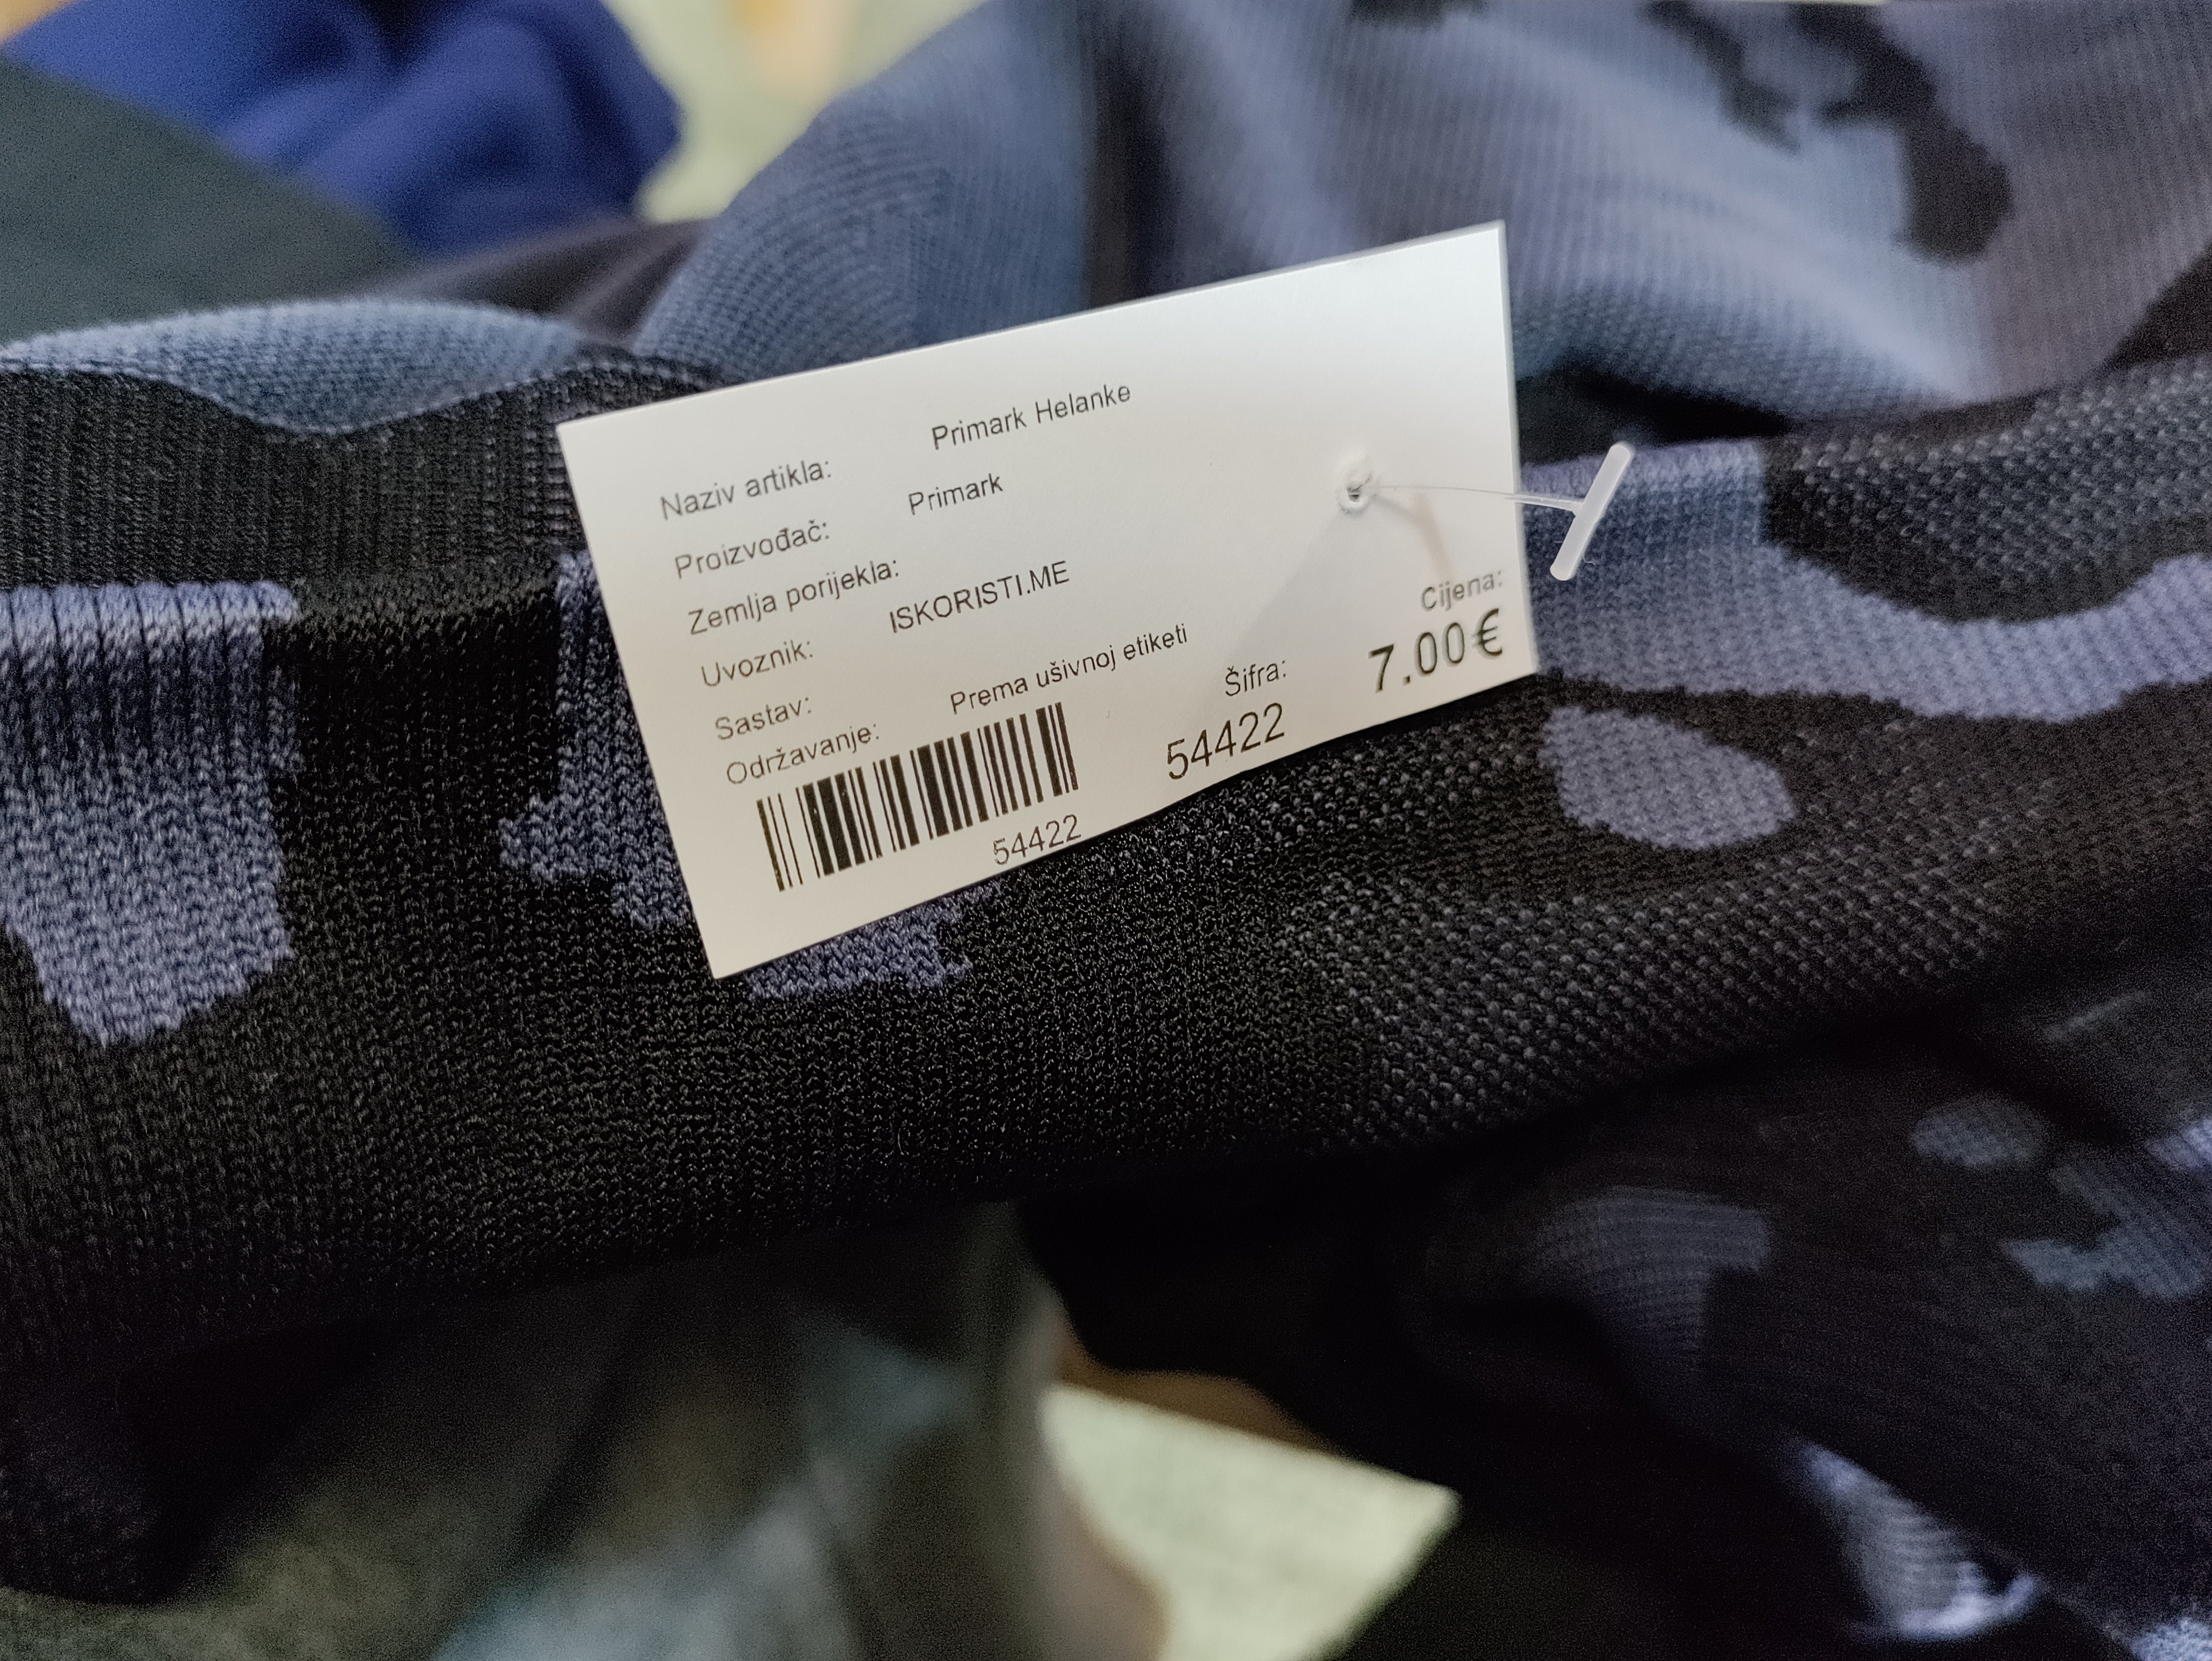 Naziv artikla: Primark Helanke
Proizvođač: Primark
Zemlja porijekla:
Uvoznik: ISKORISTI.ME
Sastav:
Održavanje: Prema ušivnoj etiketi
54422
Šifra:
54422
Cijena:
7.00€